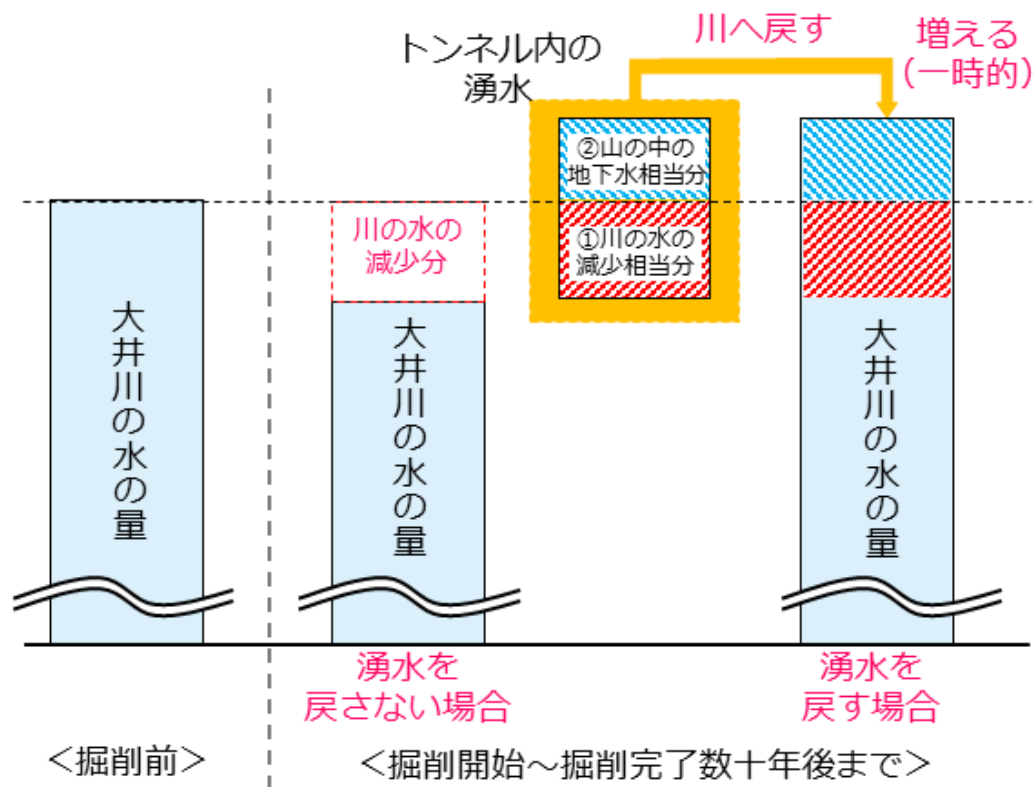 川へ戻す
増える
(一時的)
トンネル内の
湧水
②山の中の
地下水相当分
①川の水の
減少相当分
川の水の
減少分
大井川の水の量
大井川の水の量
大井川の水の量
湧水を
戻さない場合
湧水を
戻す場合
<掘削前>
<掘削開始～掘削完了数十年後まで>